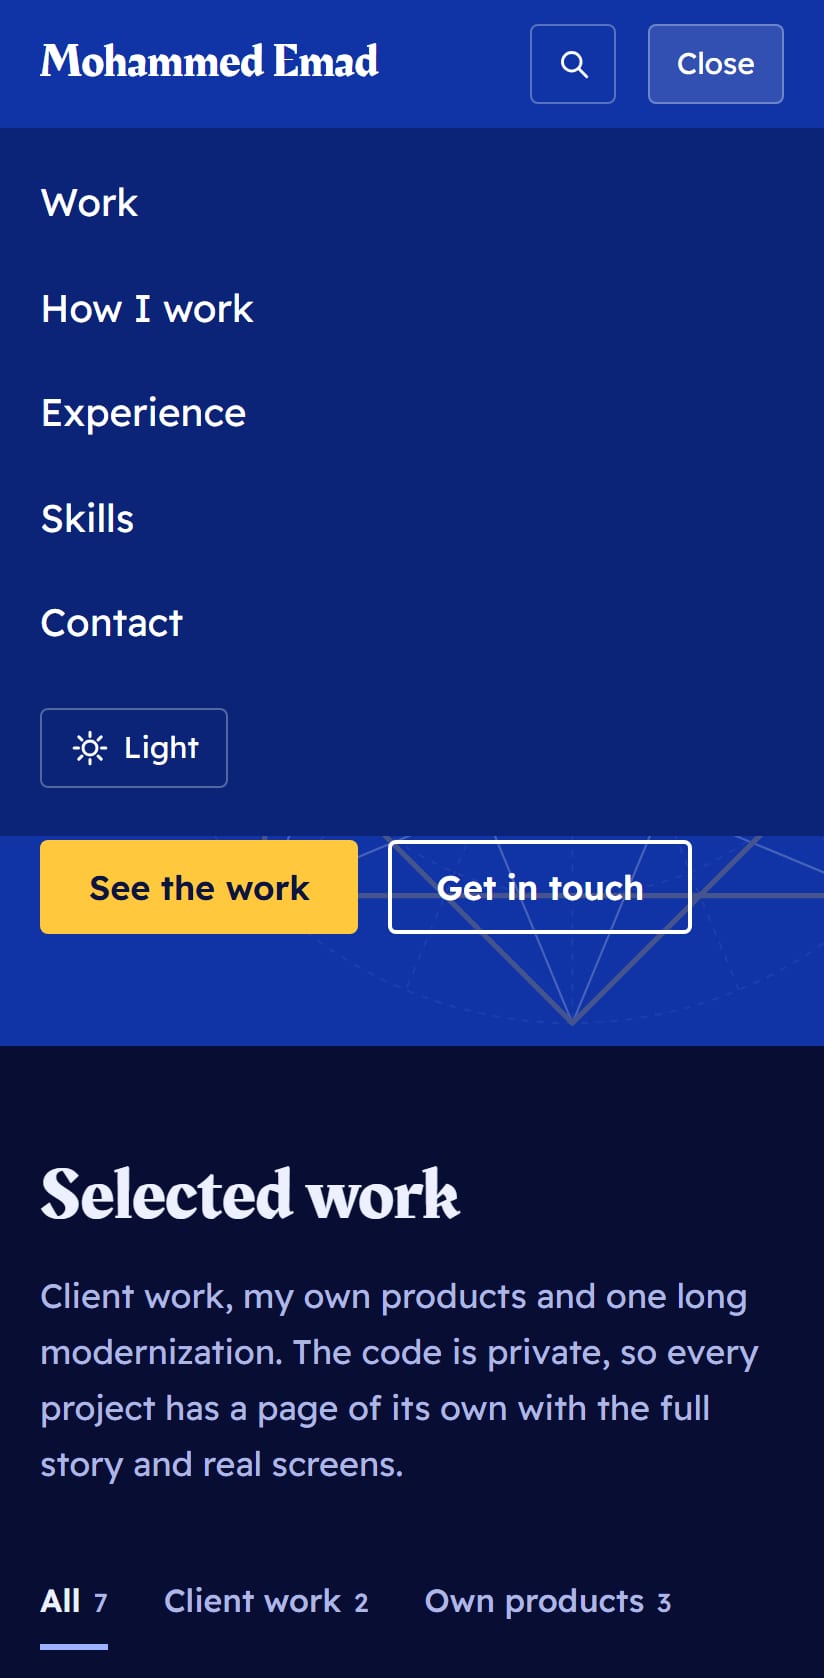 Mohammed Emad
Close
Work
How I work
Experience
Skills
Contact
Light
See the work
Get in touch
Selected work
Client work, my own products and one long
modernization. The code is private, so every
project has a page of its own with the full
story and real screens.
All 7 Client work 2 Own products 3